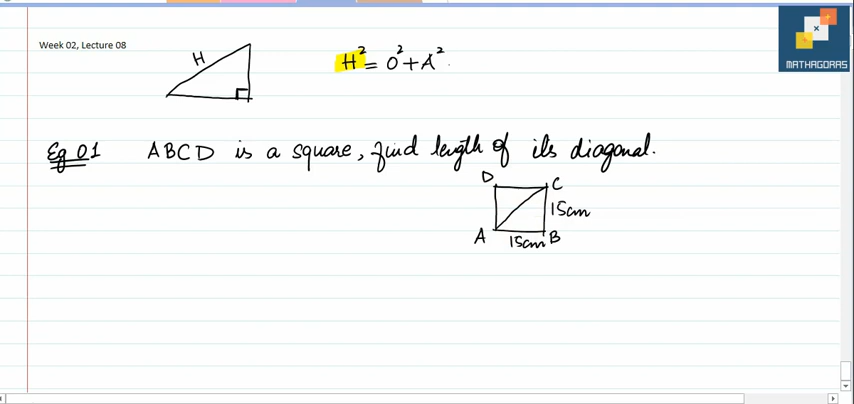 Week 02, Lecture 08
H
H² = O² + A²
MATHAGORAS
Eg 01 ABCD is a square, find length of its diagonal.
D C
15cm
A 15cm B